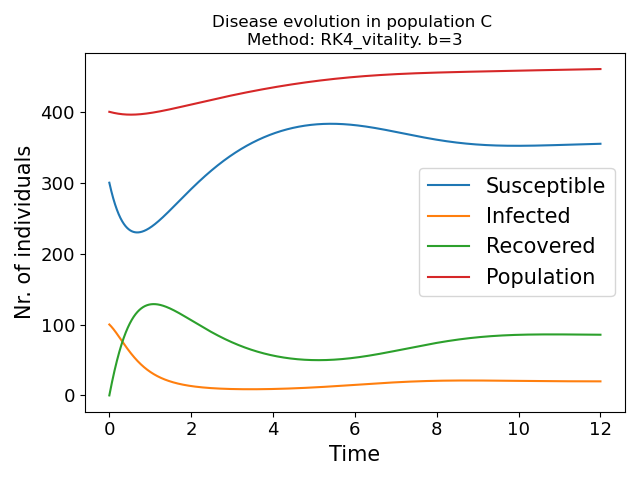 Disease evolution in population C
Method: RK4_vitality. b=3
Nr. of individuals
400
300
200
100
0
Susceptible
Infected
Recovered
Population
0 2 4 6 8 10 12
Time